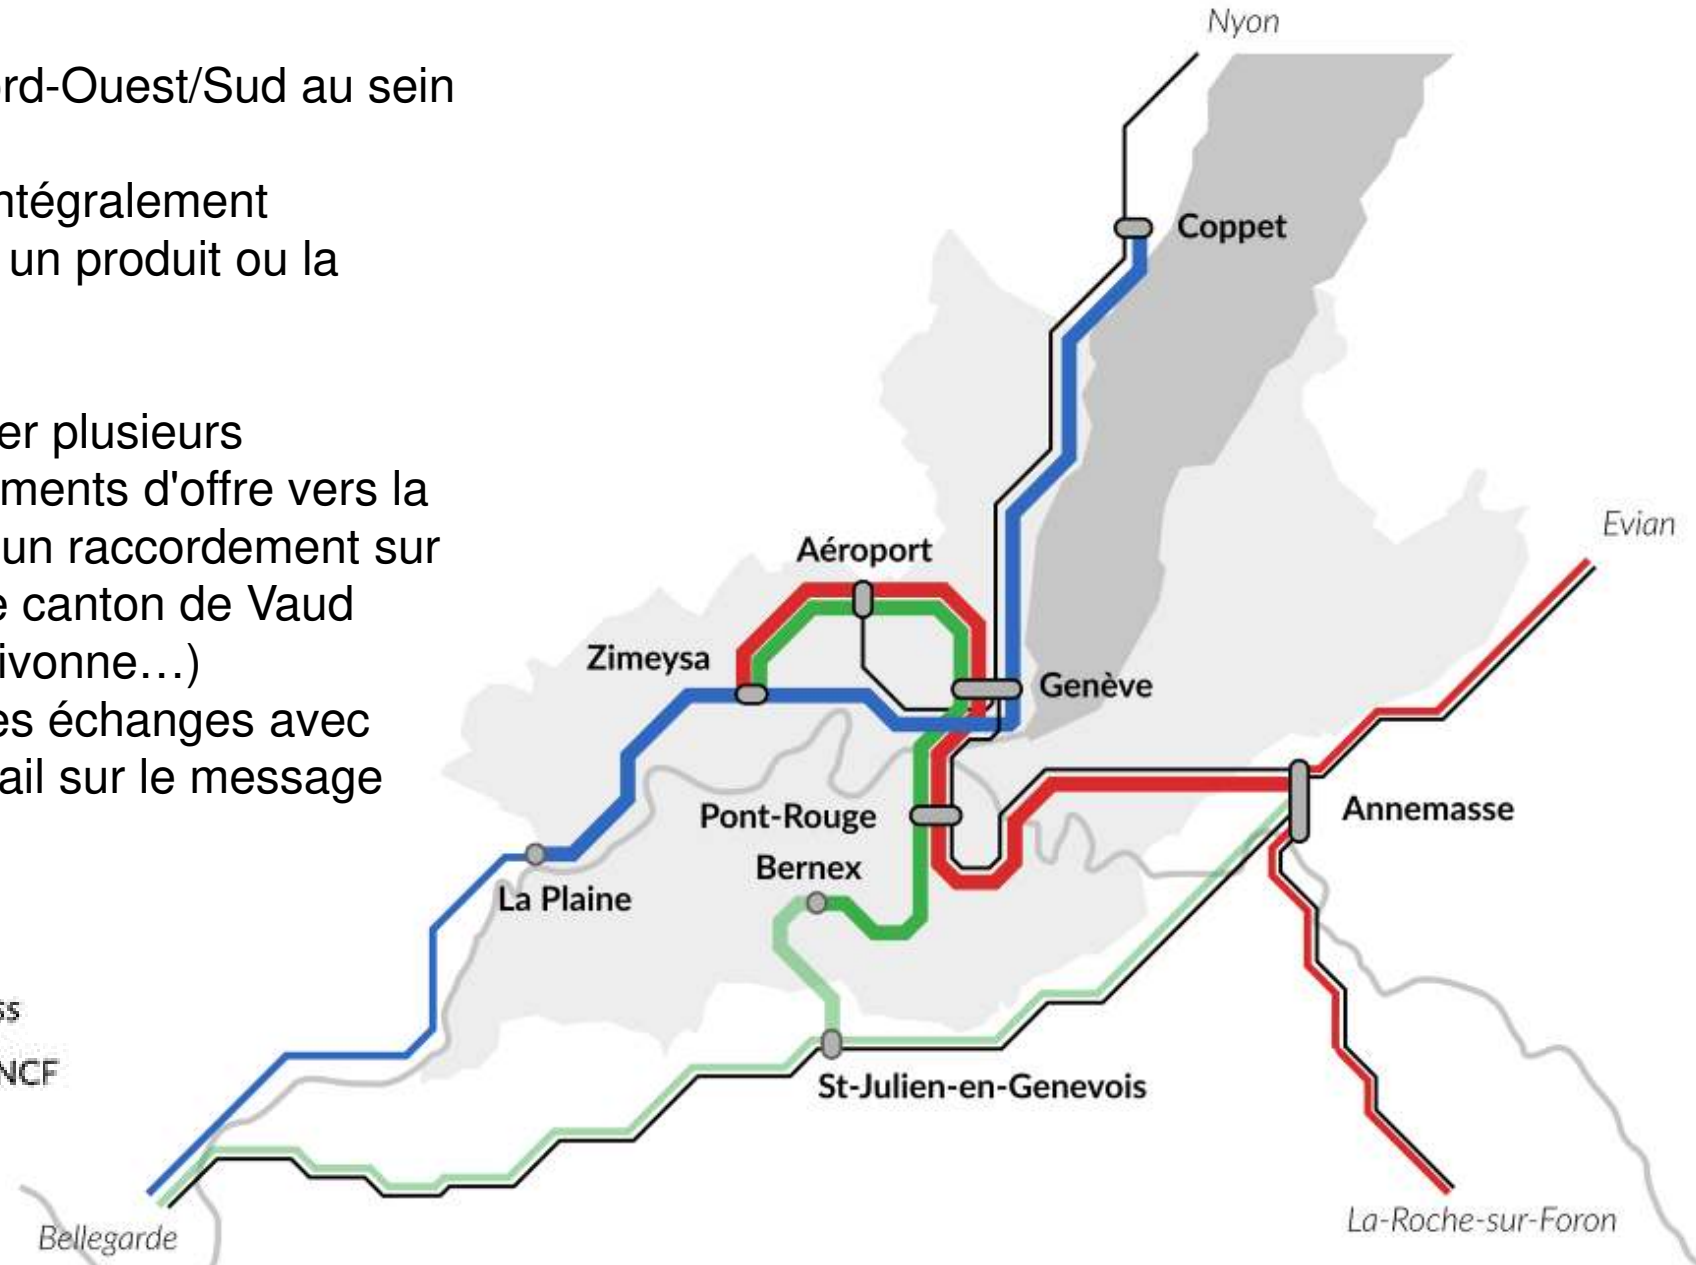 ord-Ouest/Sud au sein
ntégralement
un produit ou la
er plusieurs
ments d'offre vers la
un raccordement sur
e canton de Vaud
ivonne…)
es échanges avec
ail sur le message
ss
NCF
Nyon
Coppet
Evian
Aéroport
Zimeysa
Genève
Pont-Rouge
Annemasse
Bernex
La Plaine
St-Julien-en-Genevois
La-Roche-sur-Foron
Bellegarde